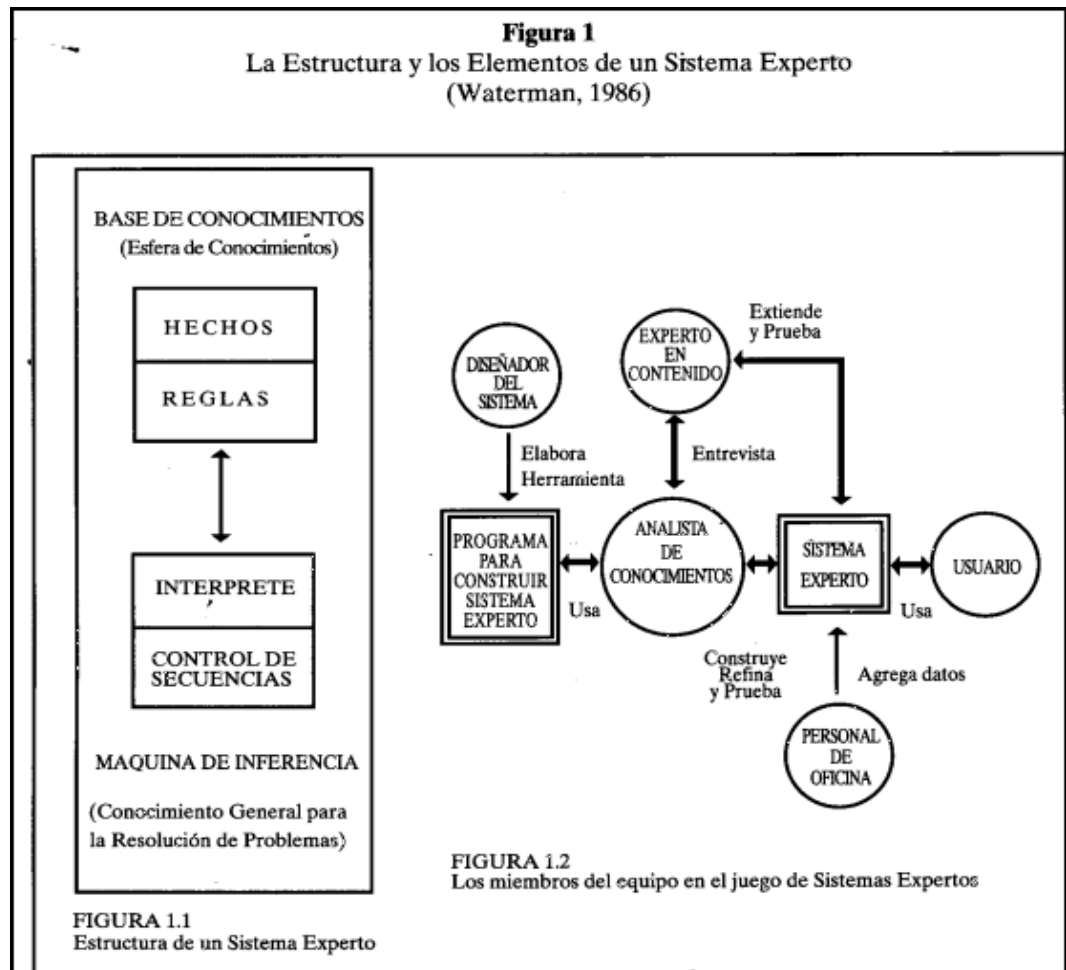 Figura 1
La Estructura y los Elementos de un Sistema Experto
(Waterman, 1986)
BASE DE CONOCIMIENTOS
(Esfera de Conocimientos)
HECHOS
REGLAS
INTERPRETE
CONTROL DE
SECUENCIAS
MAQUINA DE INFERENCIA
(Conocimiento General para
la Resolución de Problemas)
FIGURA 1.1
Estructura de un Sistema Experto
DISEÑADOR
DEL
SISTEMA
Elabora
Herramienta
PROGRAMA
PARA
CONSTRUIR
SISTEMA
EXPERTO
Usa
EXPERTO
EN
CONTENIDO
Extiende
y Prueba
Entrevista
ANALISTA
DE
CONOCIMIENTOS
Construye
Refina
y Prueba
SISTEMA
EXPERTO
Usa
USUARIO
Agrega datos
PERSONAL
DE
OFICINA
FIGURA 1.2
Los miembros del equipo en el juego de Sistemas Expertos